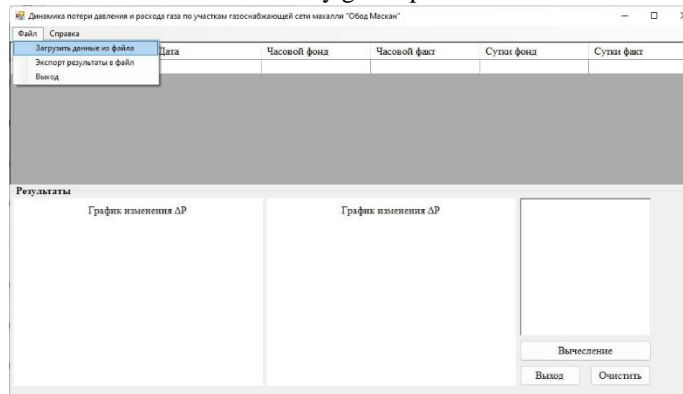 Динамика потери давления и расхода газа по участкам газоснабжающей сети махалли "Обод Маскан"
Файл Справка
Загрузить данные из файла
Экспорт результаты в файл
Выход
Дата Часовой фонд Часовой факт Сутки фонд Сутки факт
Результаты
График изменения ΔP График изменения ΔP
Вычесление
Выход Очистить